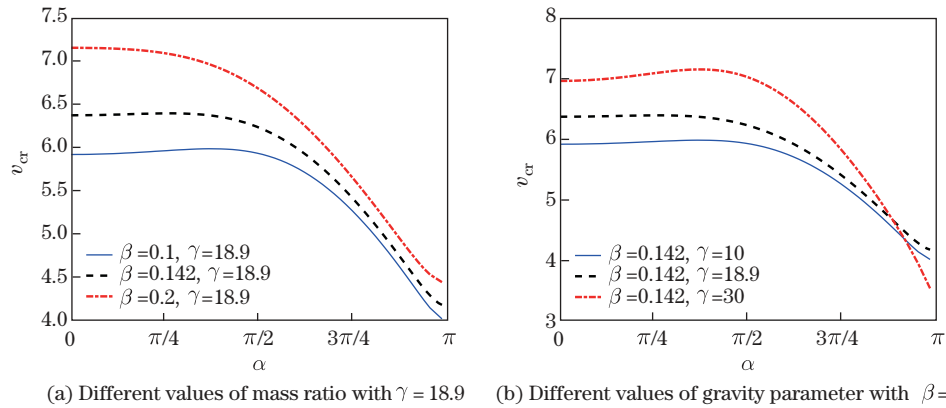 7.5
7.0
6.5
6.0
5.5
5.0
4.5
4.0
v_cr
β=0.1, γ=18.9
β=0.142, γ=18.9
β=0.2, γ=18.9
0 π/4 π/2 3π/4 π
α
(a) Different values of mass ratio with γ = 18.9
8
7
6
5
4
3
v_cr
β=0.142, γ=10
β=0.142, γ=18.9
β=0.142, γ=30
0 π/4 π/2 3π/4 π
α
(b) Different values of gravity parameter with β=